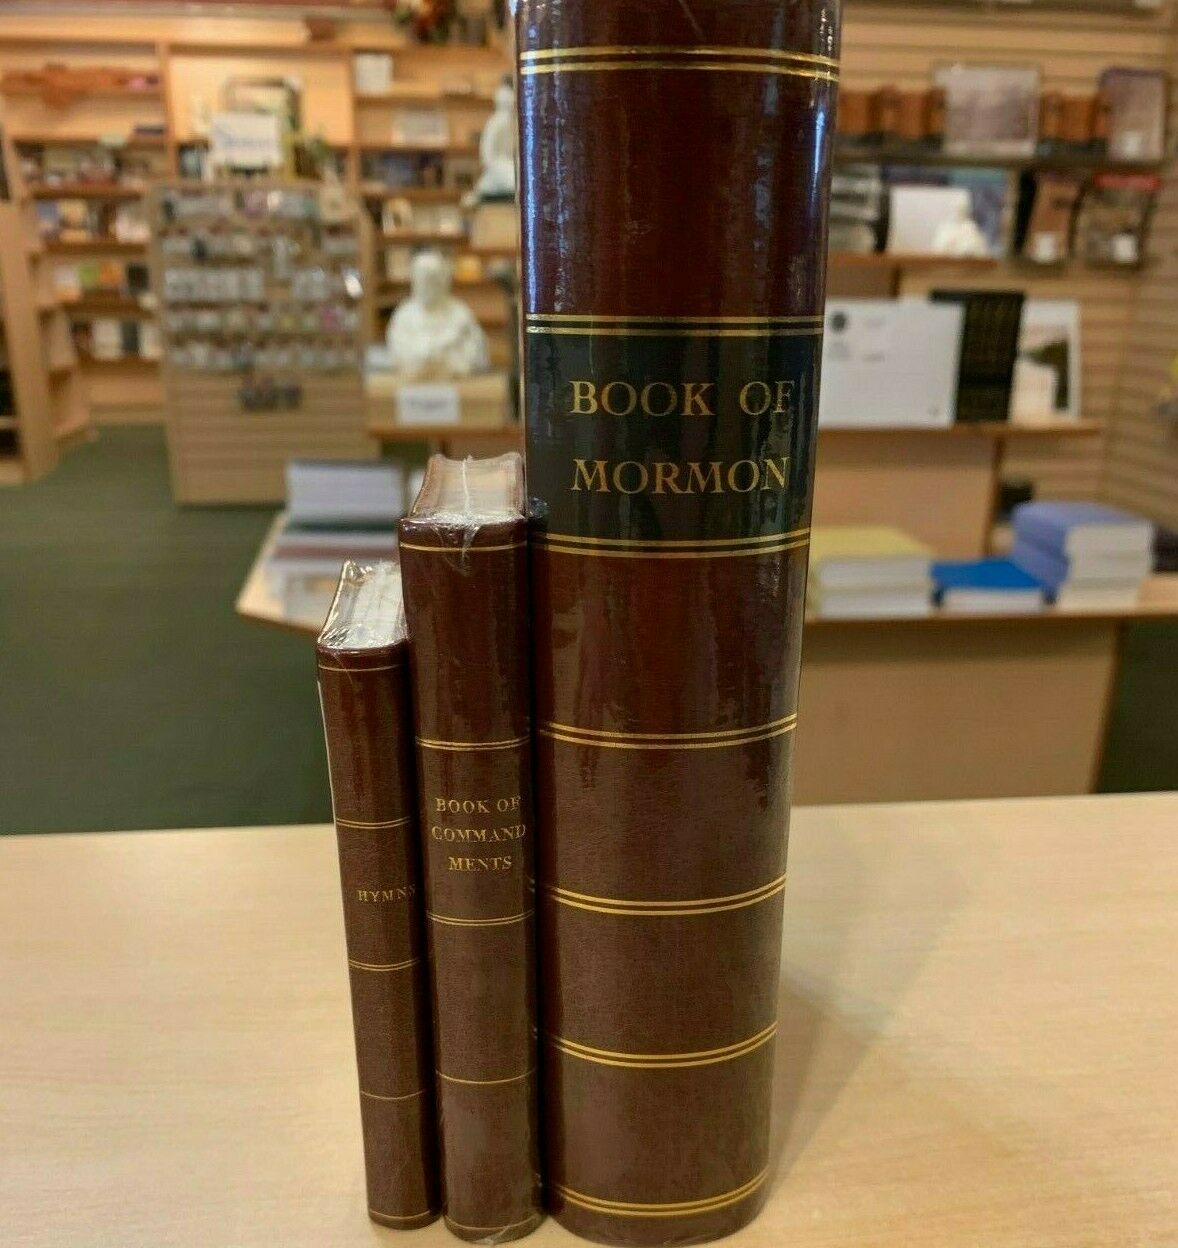 HYMNS
BOOK OF
COMMAND
MENTS
BOOK OF
MORMON